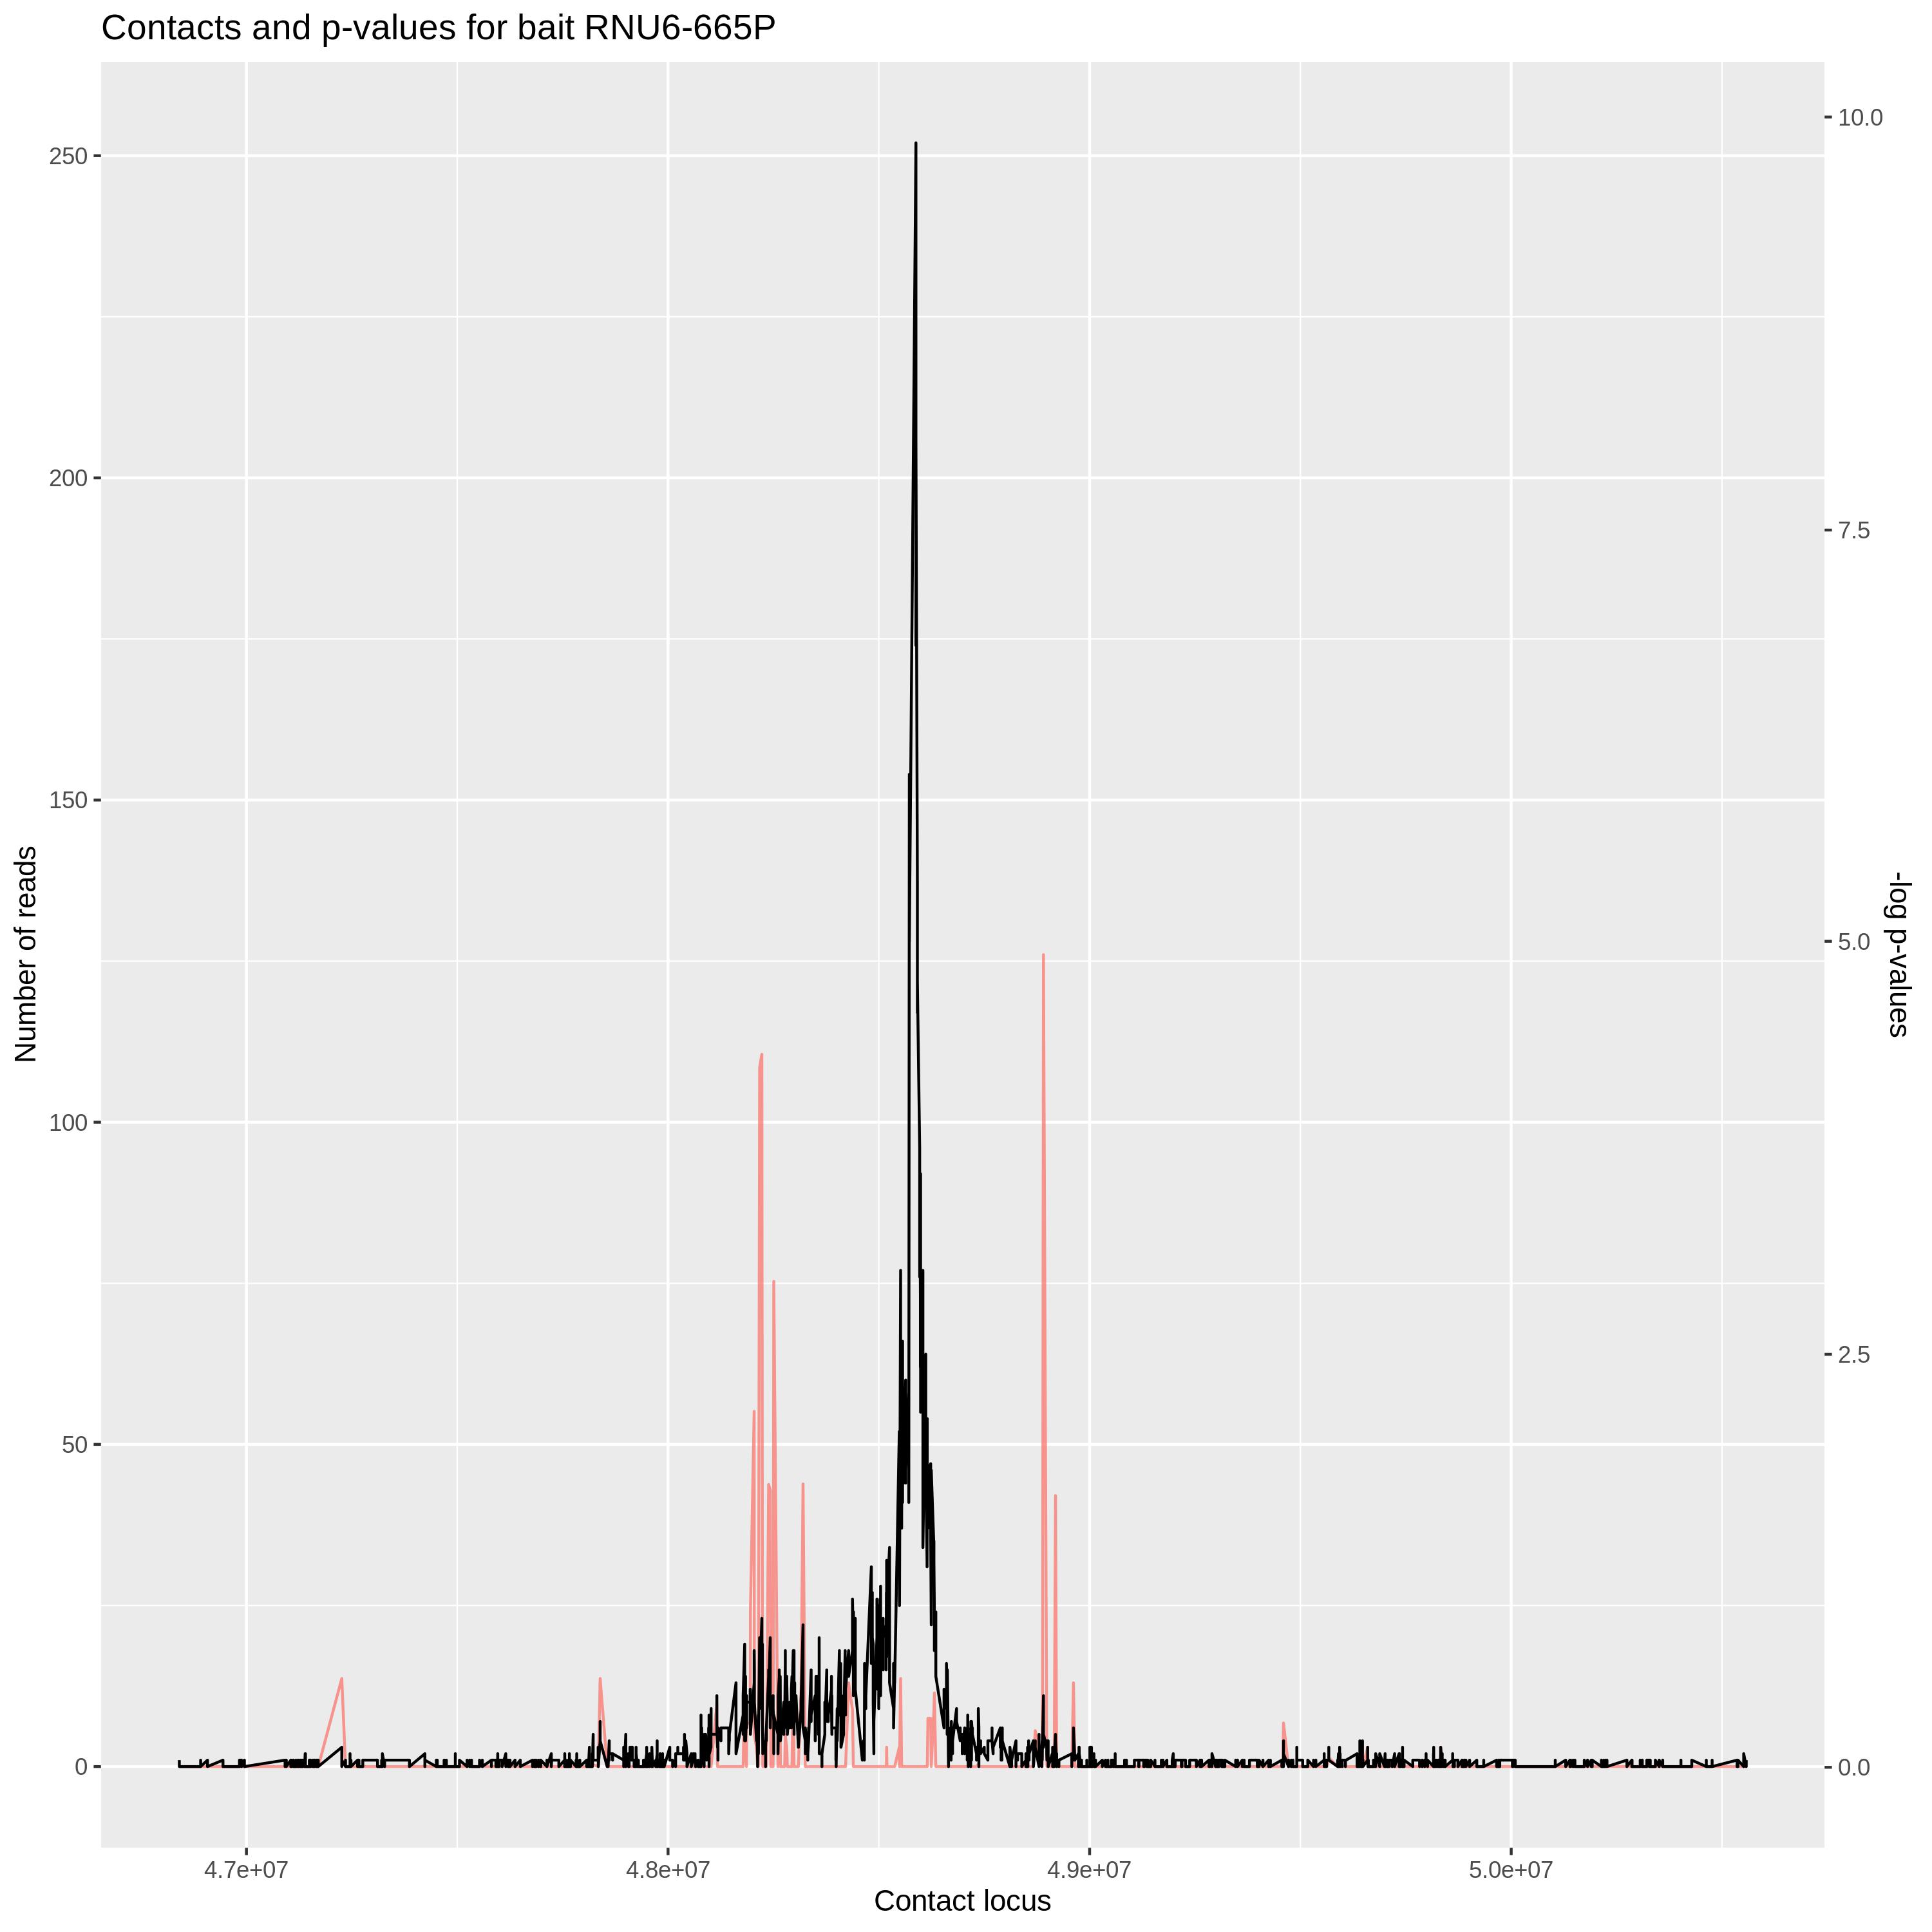 Contacts and p-values for bait RNU6-665P
250
200
150
100
50
0
10.0
7.5
5.0
2.5
0.0
Number of reads
-log p-values
4.7e+07
4.8e+07
4.9e+07
5.0e+07
Contact locus